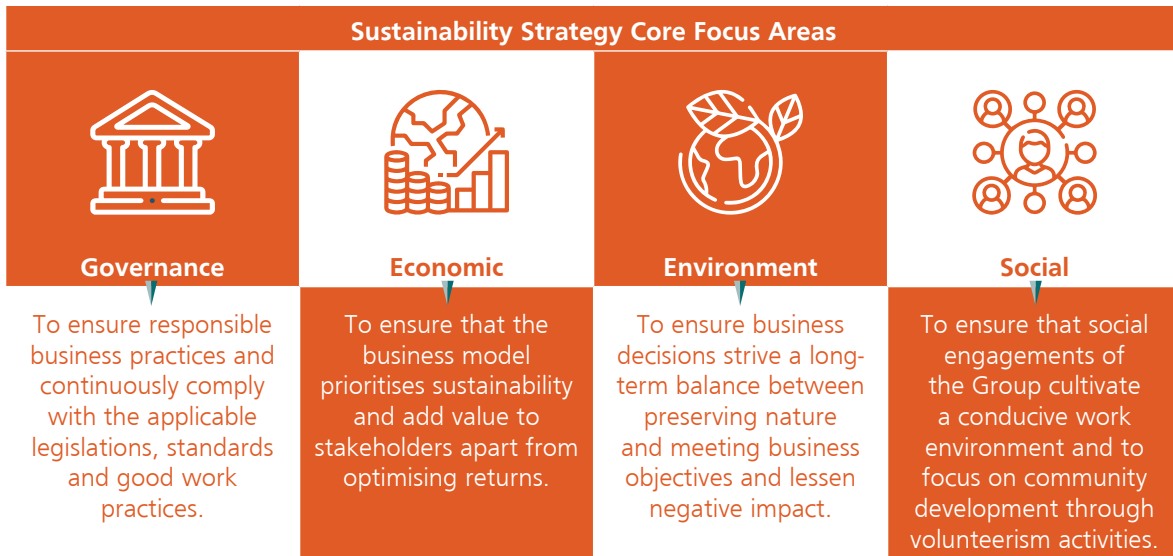 Sustainability Strategy Core Focus Areas
Governance
To ensure responsible
business practices and
continuously comply
with the applicable
legislations, standards
and good work
practices.
Economic
To ensure that the
business model
prioritises sustainability
and add value to
stakeholders apart from
optimising returns.
Environment
To ensure business
decisions strive a long-
term balance between
preserving nature
and meeting business
objectives and lessen
negative impact.
Social
To ensure that social
engagements of
the Group cultivate
a conducive work
environment and to
focus on community
development through
volunteerism activities.